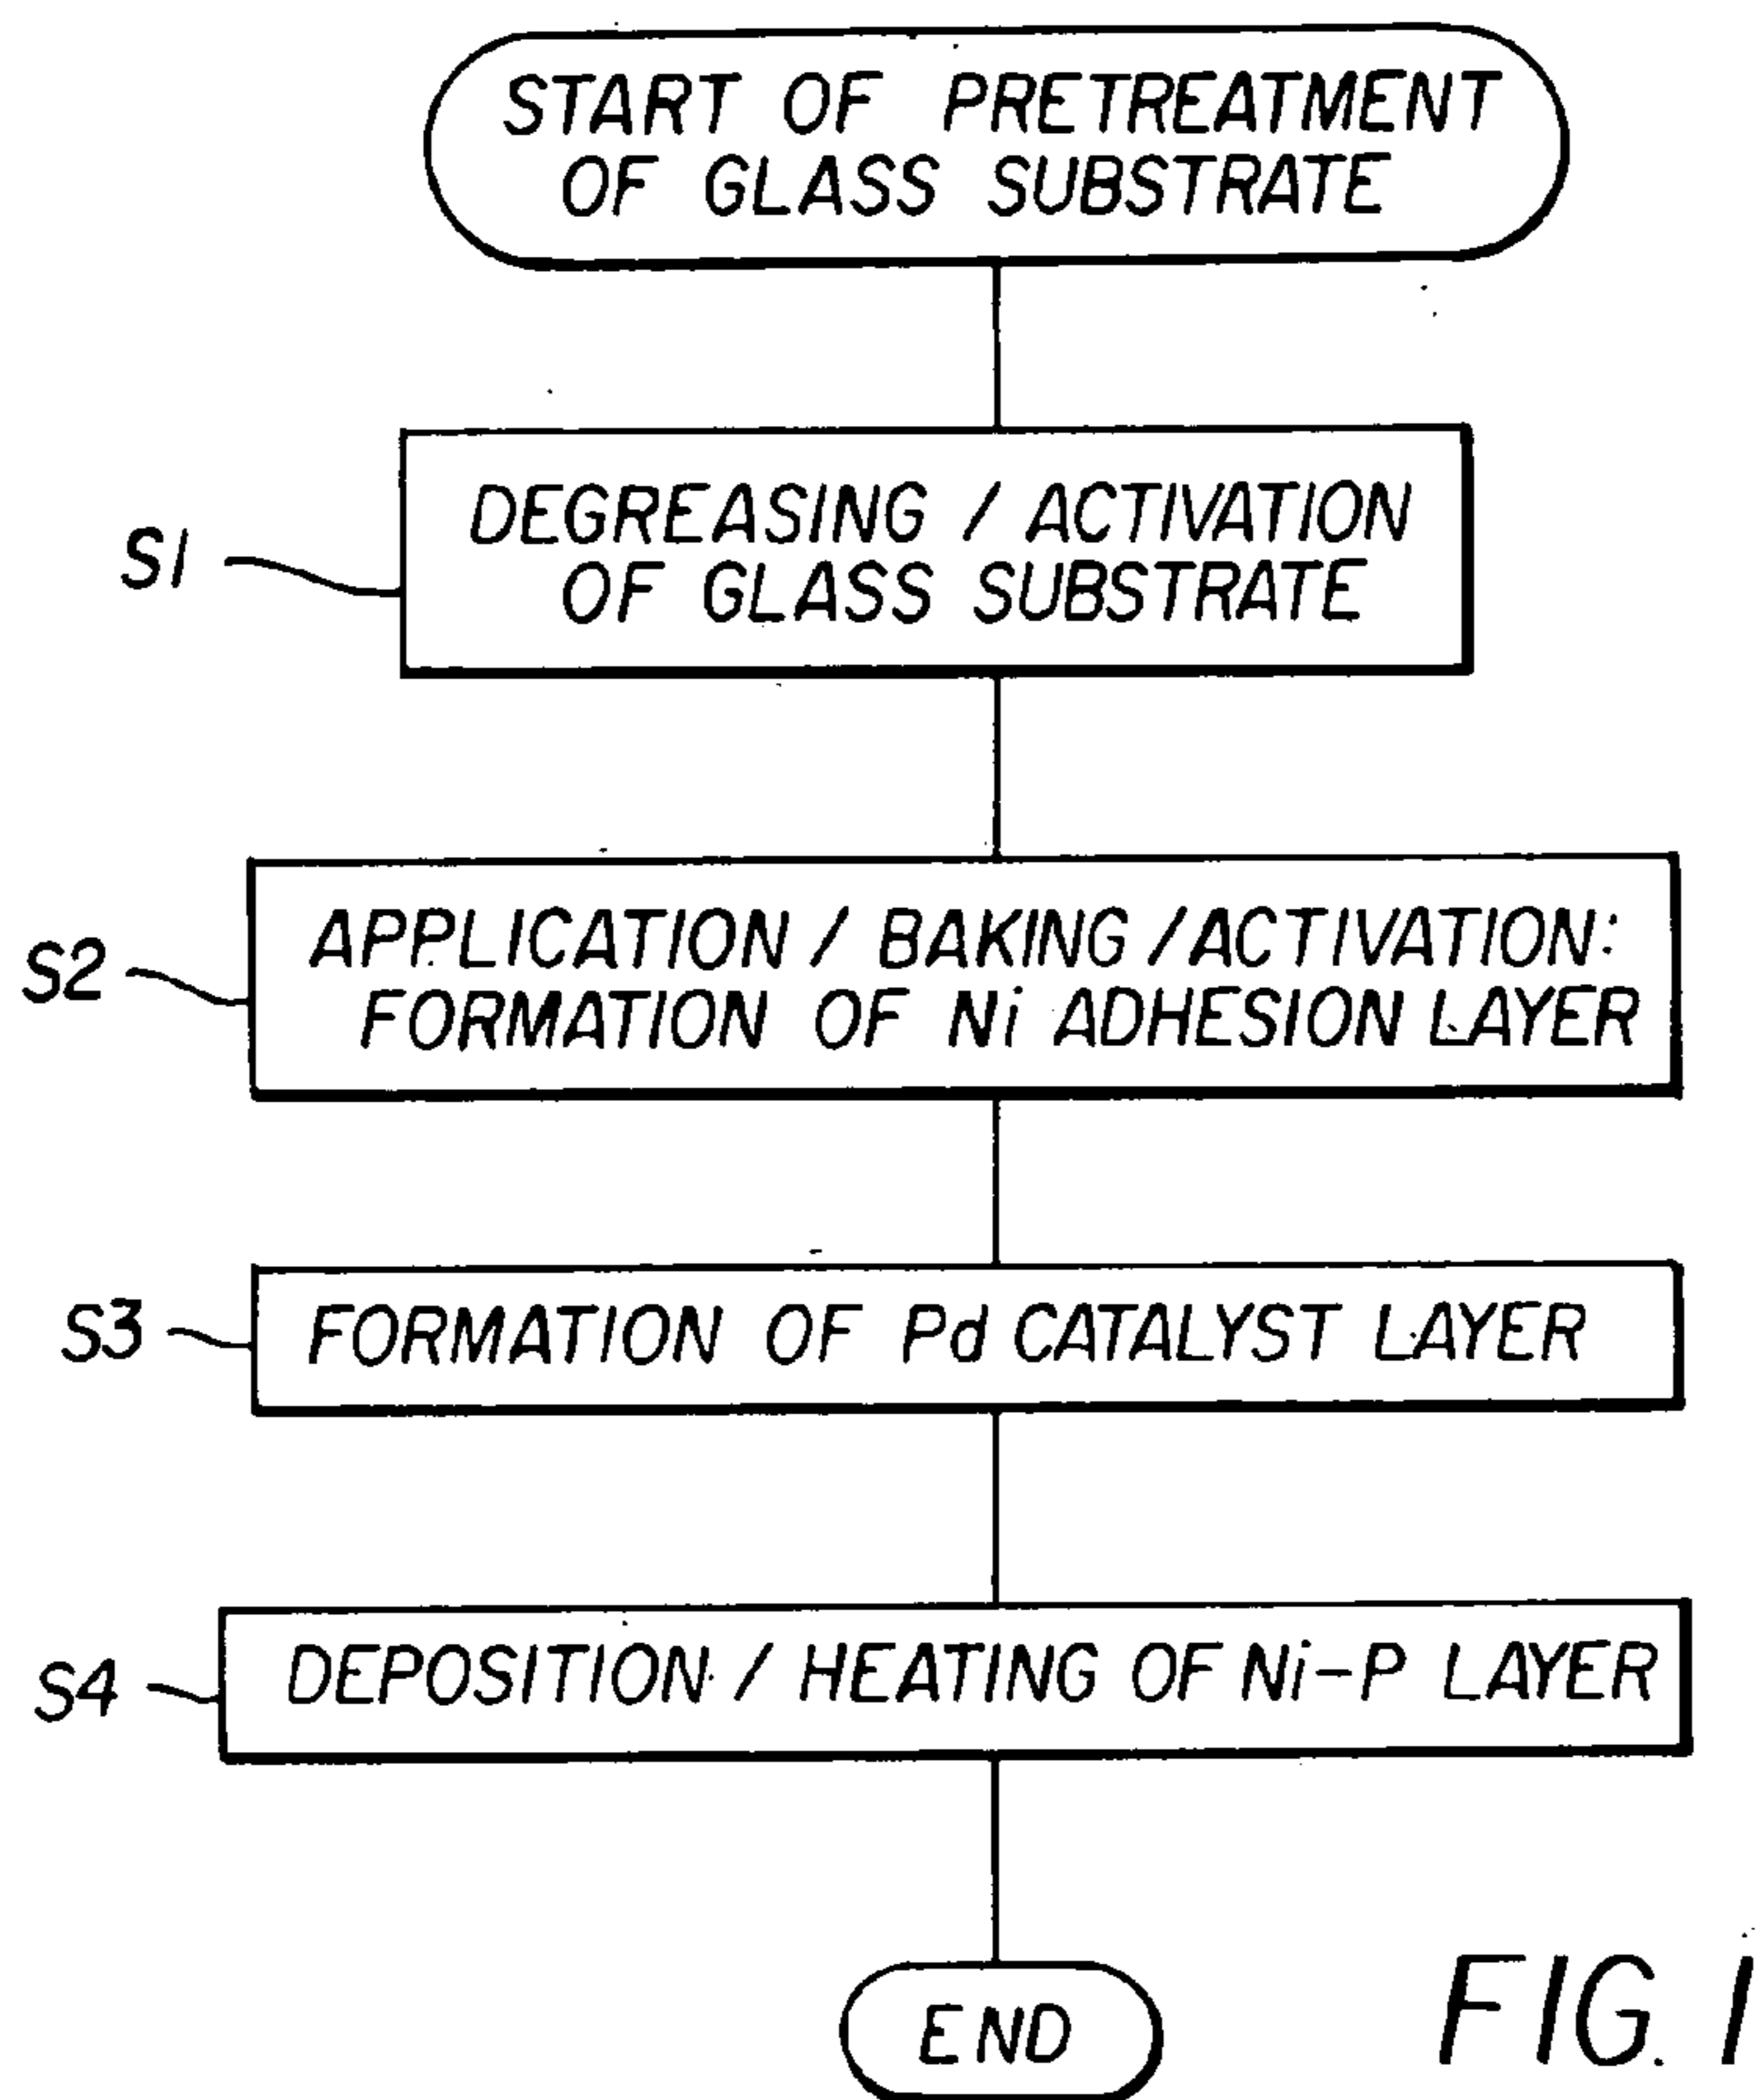 START OF PRETREATMENT
OF GLASS SUBSTRATE
S1
DEGREASING / ACTIVATION
OF GLASS SUBSTRATE
S2
APPLICATION / BAKING / ACTIVATION:
FORMATION OF Ni ADHESION LAYER
S3
FORMATION OF Pd CATALYST LAYER
S4
DEPOSITION / HEATING OF Ni-P LAYER
END
FIG. 1